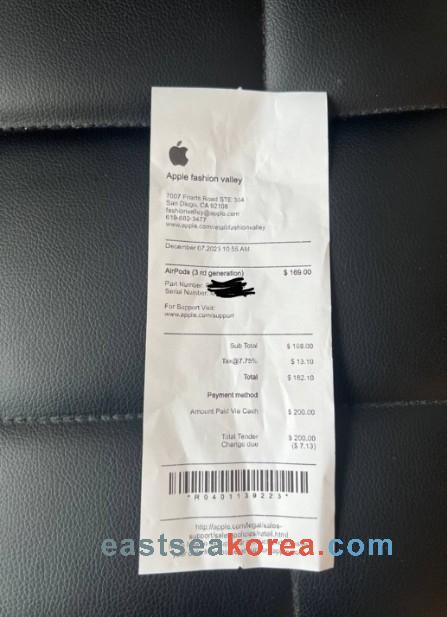 Apple fashion valley
7007 Friars Road STE 304
San Diego, CA 92108
fashionvalley@apple.com
619-682-3477
www.apple.com/retail/fashionvalley
December 07,2023 10:55 AM
AirPods (3 rd generation) $ 169.00
Part Number:
Serial Number:
For Support Visit:
www.apple.com/support
Sub Total $ 169.00
Tax@7.75% $ 13.10
Total $ 182.10
Payment method
Amount Paid Via Cash $ 200.00
Total Tender $ 200.00
Change due ($ 7.13)
*R0401139223*
http://apple.com/legal/sales-
support/sales policies/retail.html
eastseakorea.com